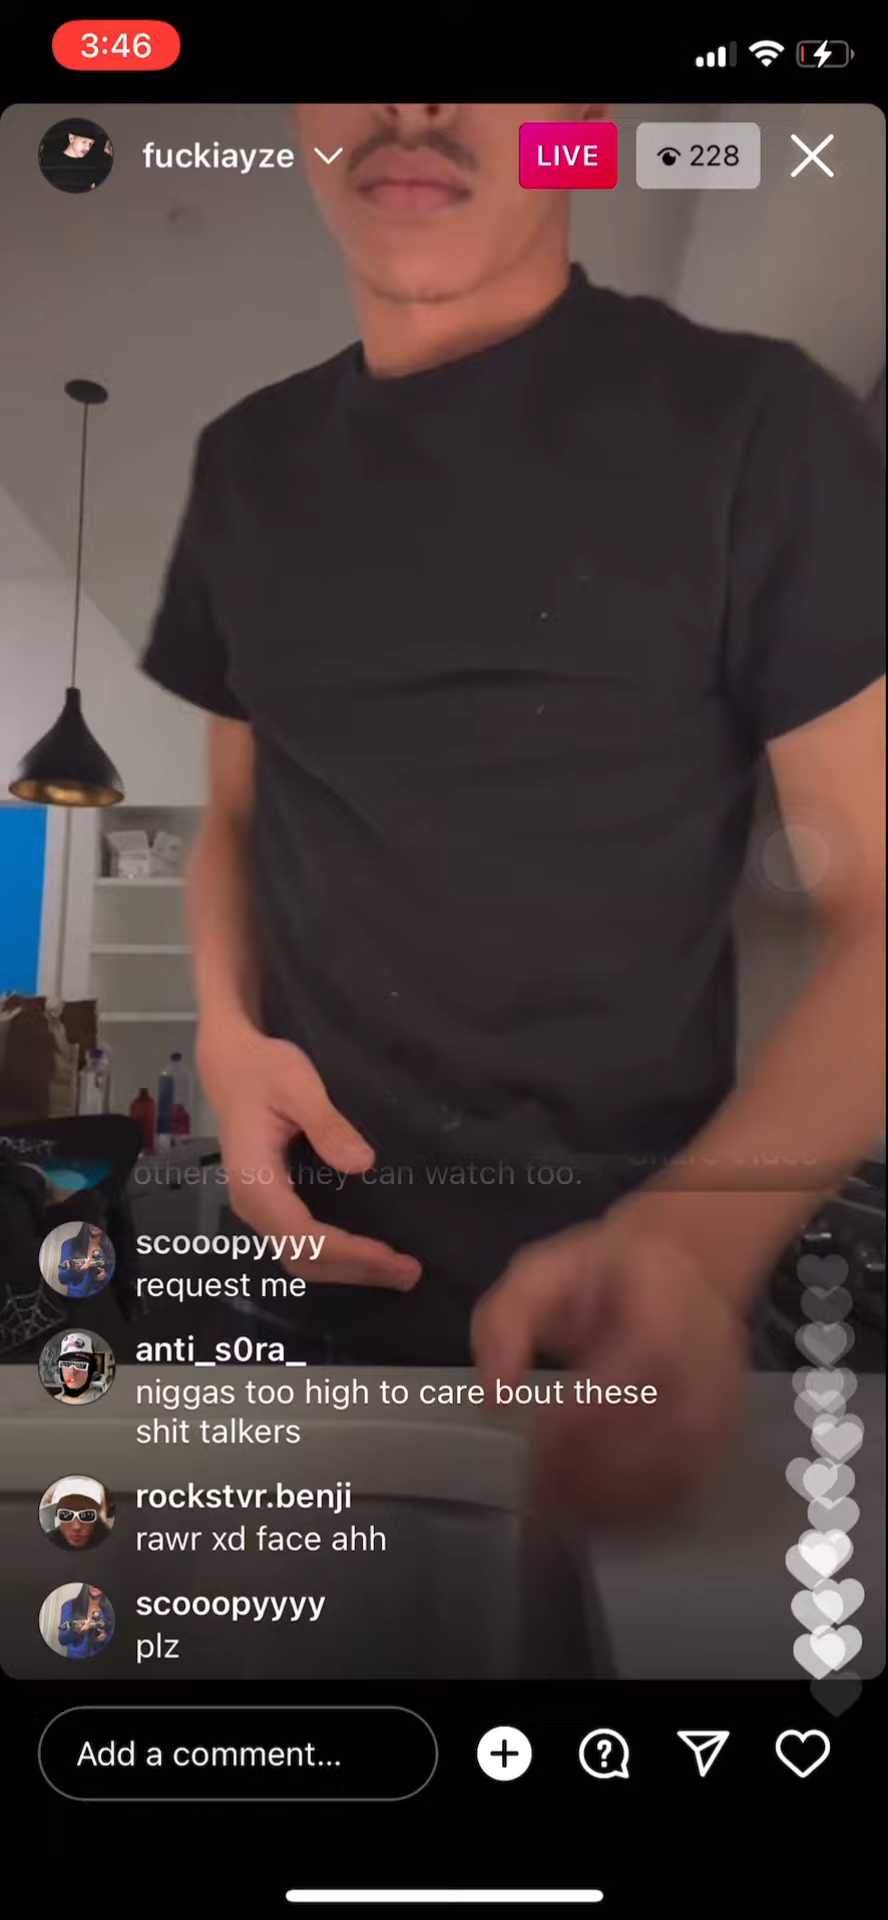 3:46
fuckiayze
LIVE
228
others so they can watch too.
scooopyyyy
request me
anti_s0ra_
niggas too high to care bout these
shit talkers
rockstvr.benji
rawr xd face ahh
scooopyyyy
plz
Add a comment...